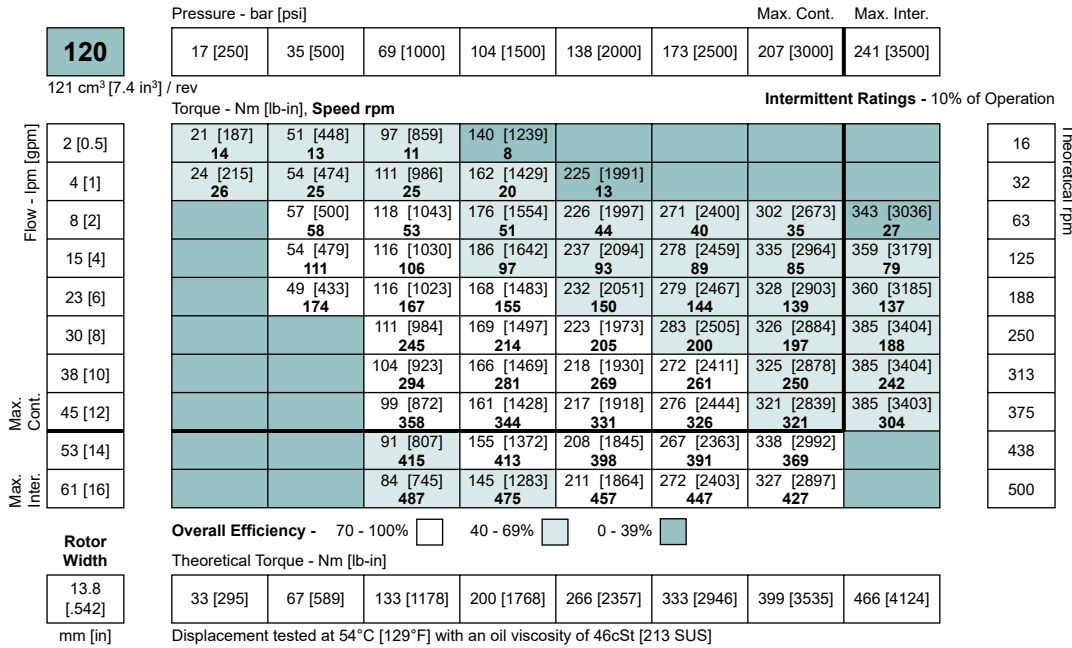 Pressure - bar [psi] Max. Cont. Max. Inter.
120 17 [250] 35 [500] 69 [1000] 104 [1500] 138 [2000] 173 [2500] 207 [3000] 241 [3500]
121 cm³ [7.4 in³] / rev
Torque - Nm [lb-in], Speed rpm Intermittent Ratings - 10% of Operation
Flow - lpm [gpm]
Theoretical rpm
2 [0.5] 21 [187] 51 [448] 97 [859] 140 [1239] 16
14 13 11 8
4 [1] 24 [215] 54 [474] 111 [986] 162 [1429] 225 [1991] 32
26 25 25 20 13
8 [2] 57 [500] 118 [1043] 176 [1554] 226 [1997] 271 [2400] 302 [2673] 343 [3036] 63
58 53 51 44 40 35 27
15 [4] 54 [479] 116 [1030] 186 [1642] 237 [2094] 278 [2459] 335 [2964] 359 [3179] 125
111 106 97 93 89 85 79
23 [6] 49 [433] 116 [1023] 168 [1483] 232 [2051] 279 [2467] 328 [2903] 360 [3185] 188
174 167 155 150 144 139 137
30 [8] 111 [984] 169 [1497] 223 [1973] 283 [2505] 326 [2884] 385 [3404] 250
245 214 205 200 197 188
38 [10] 104 [923] 166 [1469] 218 [1930] 272 [2411] 325 [2878] 385 [3404] 313
294 281 269 261 250 242
Max. Cont.
45 [12] 99 [872] 161 [1428] 217 [1918] 276 [2444] 321 [2839] 385 [3403] 375
358 344 331 326 321 304
53 [14] 91 [807] 155 [1372] 208 [1845] 267 [2363] 338 [2992] 438
415 413 398 391 369
Max. Inter.
61 [16] 84 [745] 145 [1283] 211 [1864] 272 [2403] 327 [2897] 500
487 475 457 447 427
Overall Efficiency - 70 - 100% 40 - 69% 0 - 39%
Rotor
Width
Theoretical Torque - Nm [lb-in]
13.8
[.542]
33 [295] 67 [589] 133 [1178] 200 [1768] 266 [2357] 333 [2946] 399 [3535] 466 [4124]
mm [in] Displacement tested at 54°C [129°F] with an oil viscosity of 46cSt [213 SUS]